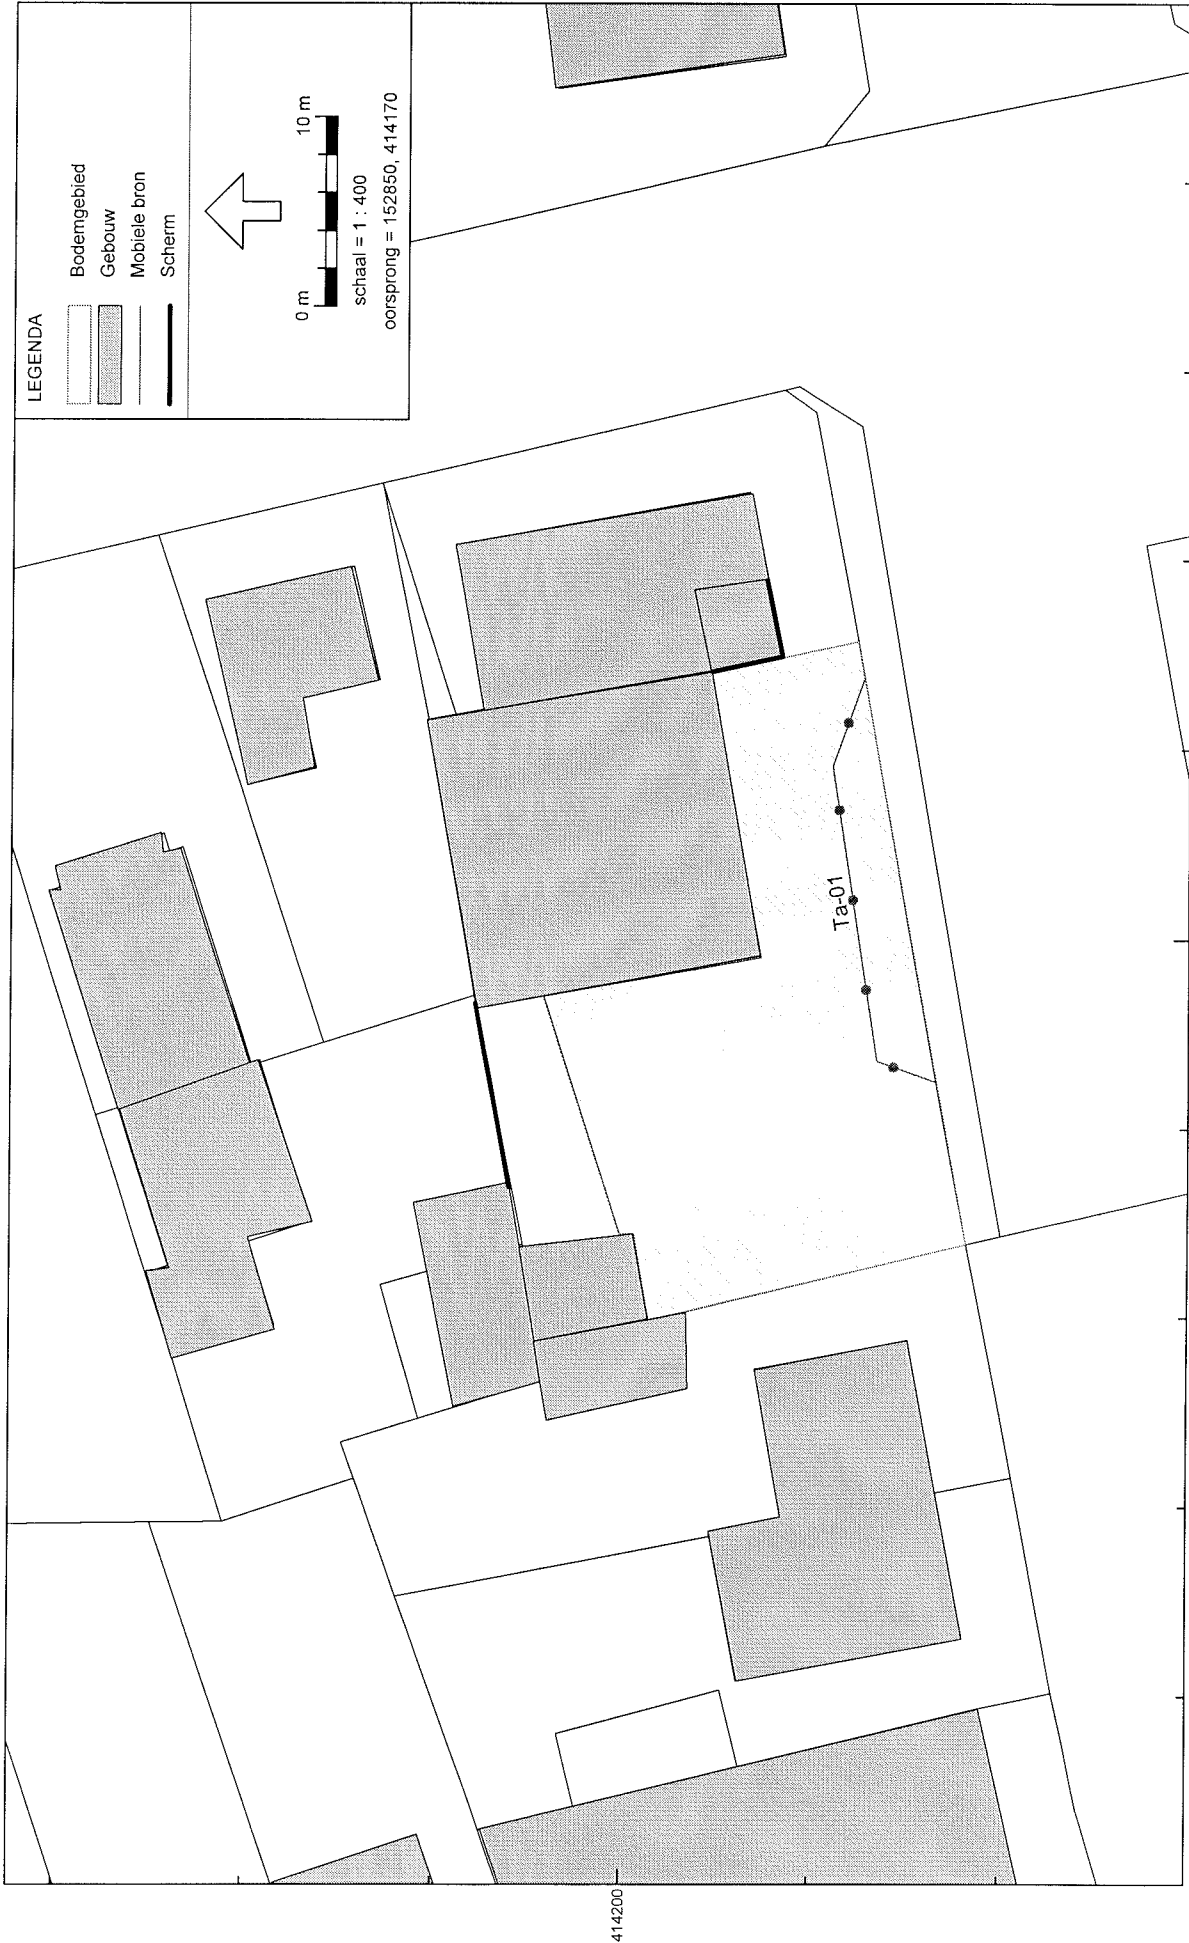 LEGENDA
Bodemgebied
Gebouw
Mobiele bron
Scherm
0 m
10 m
schaal = 1 : 400
oorsprong = 152850, 414170
Ta-01
414200